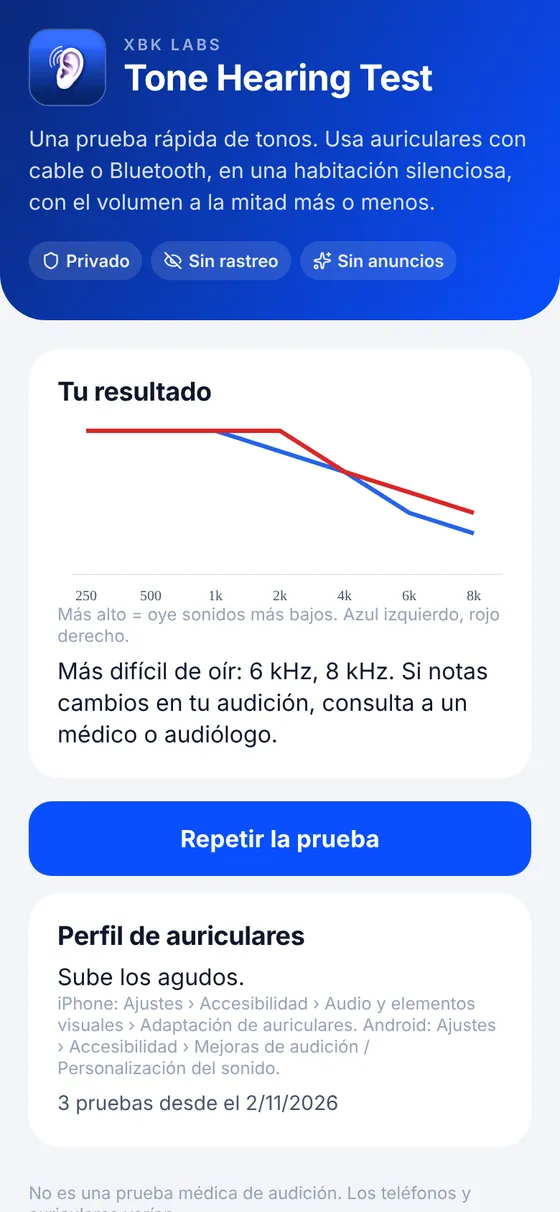 XBK LABS
Tone Hearing Test
Una prueba rápida de tonos. Usa auriculares con
cable o Bluetooth, en una habitación silenciosa,
con el volumen a la mitad más o menos.
Privado
Sin rastreo
Sin anuncios
Tu resultado
250 500 1k 2k 4k 6k 8k
Más alto = oye sonidos más bajos. Azul izquierdo, rojo
derecho.
Más difícil de oír: 6 kHz, 8 kHz. Si notas
cambios en tu audición, consulta a un
médico o audiólogo.
Repetir la prueba
Perfil de auriculares
Sube los agudos.
iPhone: Ajustes › Accesibilidad › Audio y elementos
visuales › Adaptación de auriculares. Android: Ajustes
› Accesibilidad › Mejoras de audición /
Personalización del sonido.
3 pruebas desde el 2/11/2026
No es una prueba médica de audición. Los teléfonos y